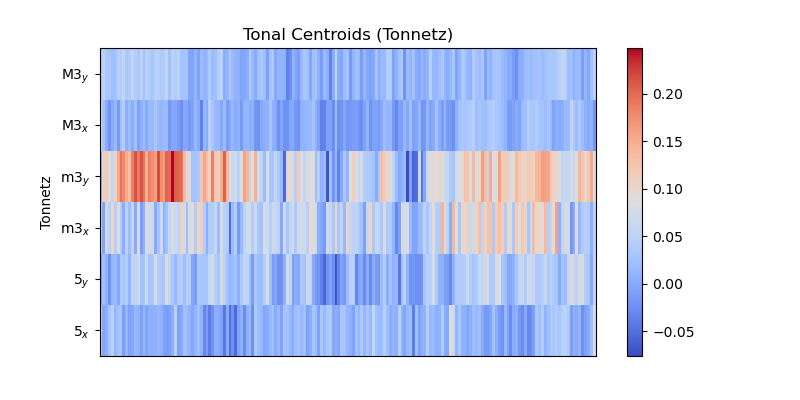 Tonal Centroids (Tonnetz)
Tonnetz
M3y
M3x
m3y
m3x
5y
5x
0.20
0.15
0.10
0.05
0.00
−0.05